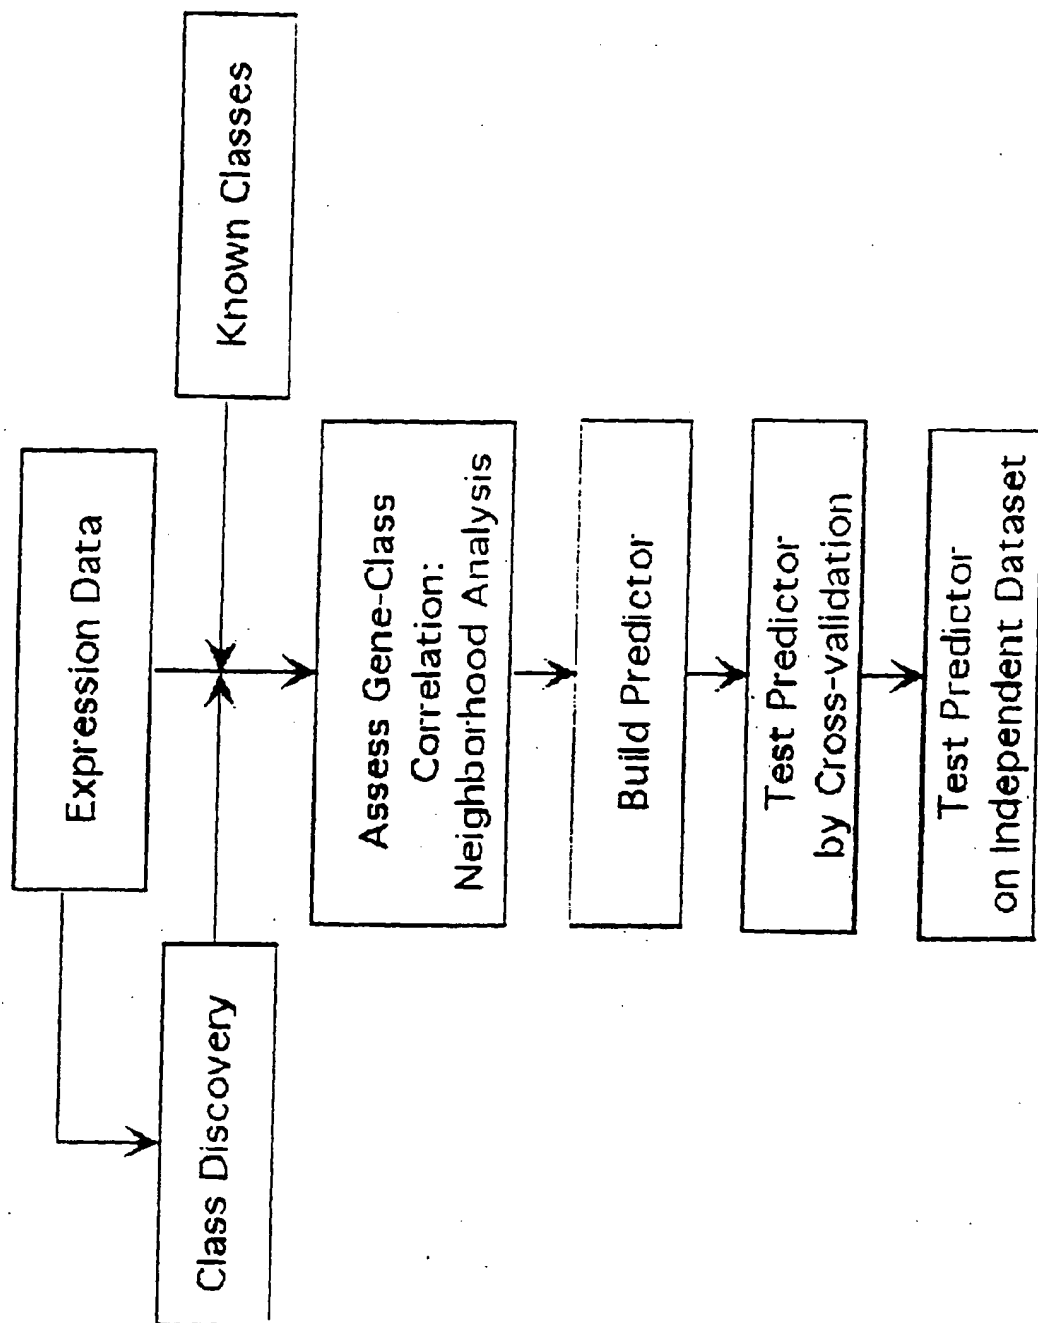 Expression Data
Class Discovery
Known Classes
Assess Gene-Class
Correlation:
Neighborhood Analysis
Build Predictor
Test Predictor
by Cross-validation
Test Predictor
on Independent Dataset